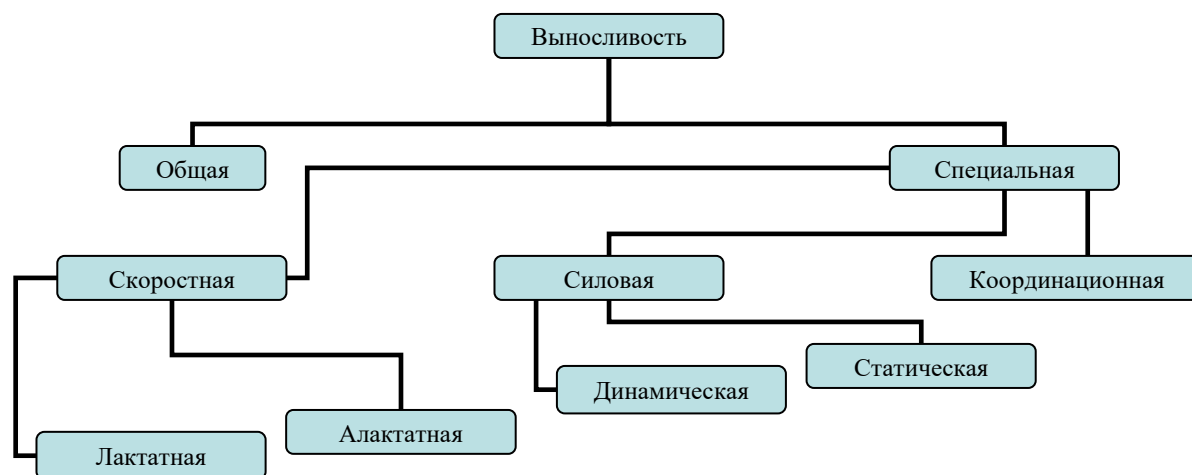 Выносливость
Общая
Специальная
Скоростная
Силовая
Координационная
Статическая
Динамическая
Алактатная
Лактатная